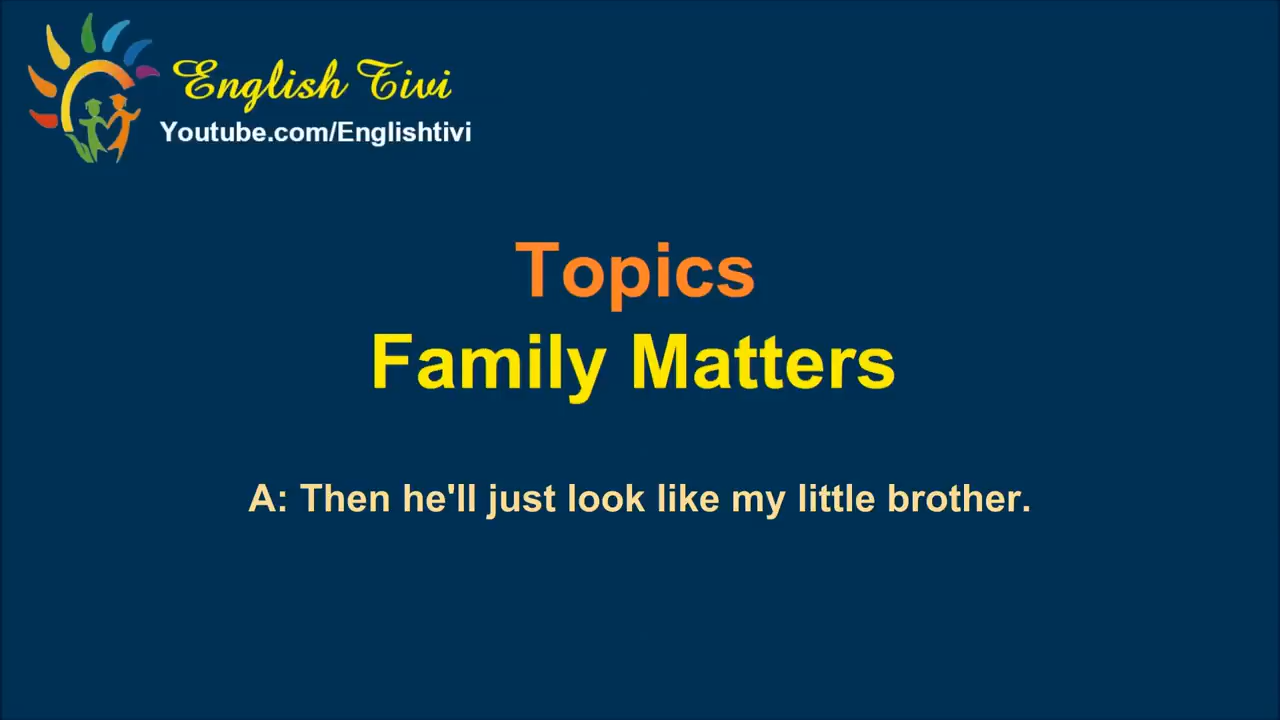 English Tivi
Youtube.com/Englishtivi
Topics
Family Matters
A: Then he'll just look like my little brother.